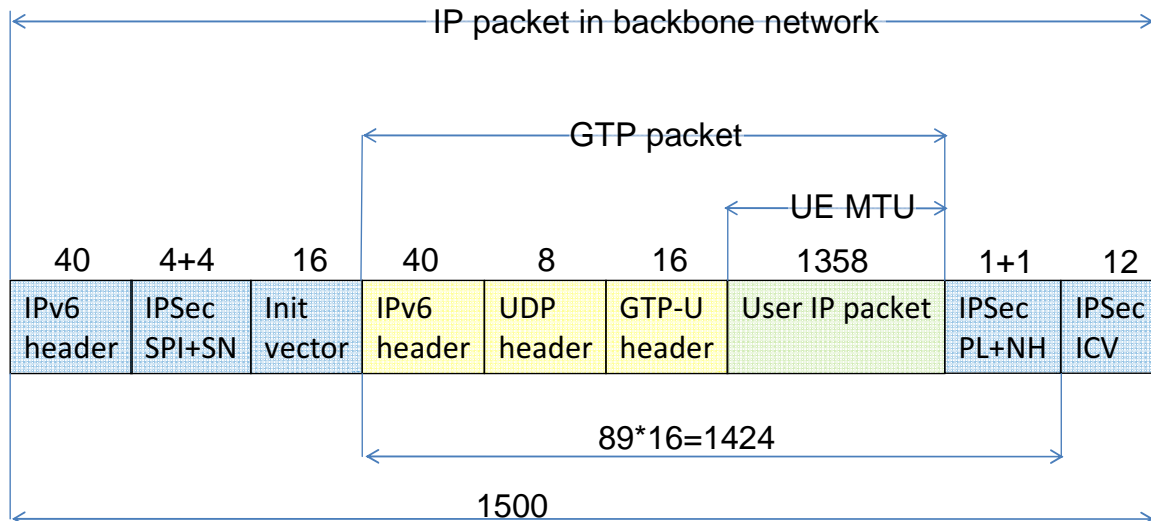 IP packet in backbone network
GTP packet
UE MTU
40 4+4 16 40 8 16 1358 1+1 12
IPv6 header
IPSec SPI+SN
Init vector
IPv6 header
UDP header
GTP-U header
User IP packet
IPSec PL+NH
IPSec ICV
89*16=1424
1500